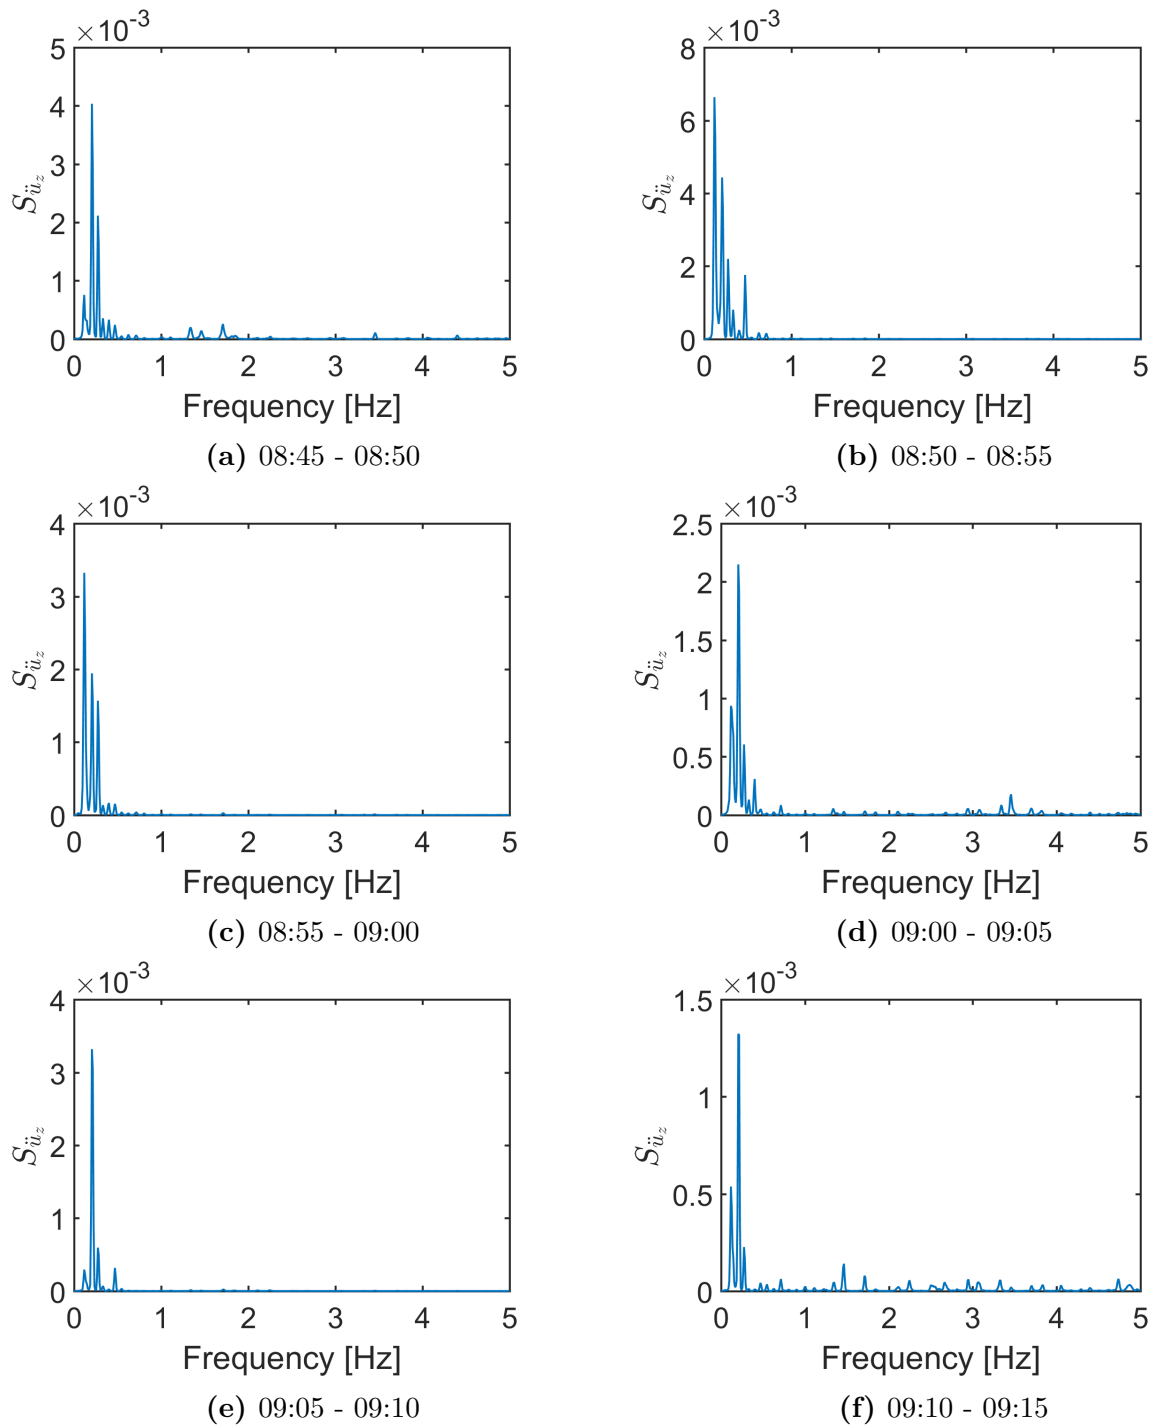 ×10⁻³
5
4
3
2
1
0
S_{ü_z}
0 1 2 3 4 5
Frequency [Hz]
(a) 08:45 - 08:50
×10⁻³
8
6
4
2
0
S_{ü_z}
0 1 2 3 4 5
Frequency [Hz]
(b) 08:50 - 08:55
×10⁻³
4
3
2
1
0
S_{ü_z}
0 1 2 3 4 5
Frequency [Hz]
(c) 08:55 - 09:00
×10⁻³
2.5
2
1.5
1
0.5
0
S_{ü_z}
0 1 2 3 4 5
Frequency [Hz]
(d) 09:00 - 09:05
×10⁻³
4
3
2
1
0
S_{ü_z}
0 1 2 3 4 5
Frequency [Hz]
(e) 09:05 - 09:10
×10⁻³
1.5
1
0.5
0
S_{ü_z}
0 1 2 3 4 5
Frequency [Hz]
(f) 09:10 - 09:15